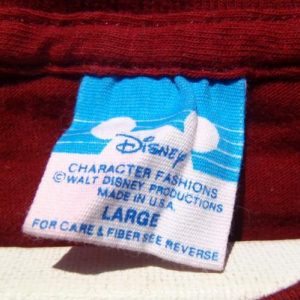 Disney
CHARACTER FASHIONS
©WALT DISNEY PRODUCTIONS
MADE IN U.S.A.
LARGE
FOR CARE & FIBER SEE REVERSE